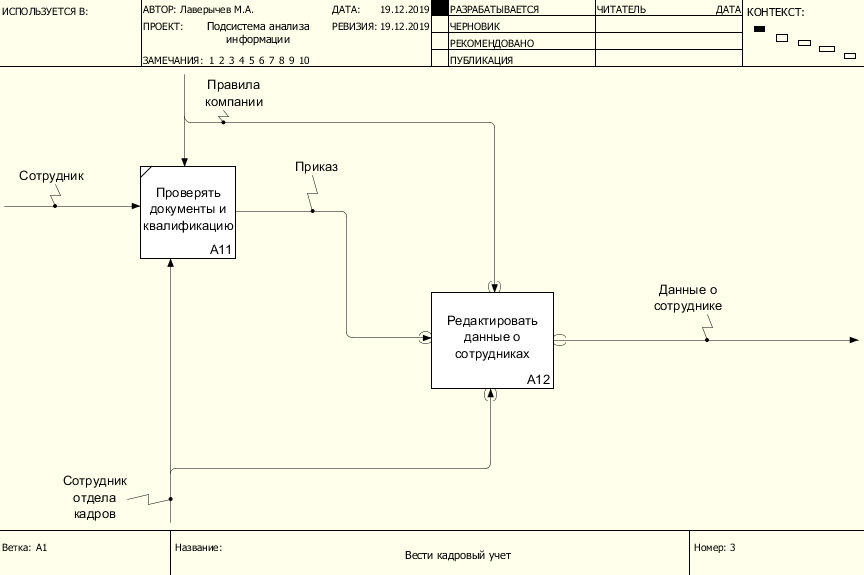 ИСПОЛЬЗУЕТСЯ В:
АВТОР: Лаверычев М.А.
ДАТА: 19.12.2019
РАЗРАБАТЫВАЕТСЯ
ЧИТАТЕЛЬ
ДАТА
КОНТЕКСТ:
ПРОЕКТ: Подсистема анализа
информации
РЕВИЗИЯ: 19.12.2019
ЧЕРНОВИК
РЕКОМЕНДОВАНО
ЗАМЕЧАНИЯ: 1 2 3 4 5 6 7 8 9 10
ПУБЛИКАЦИЯ
Правила
компании
Сотрудник
Приказ
Проверять
документы и
квалификацию
A11
Данные о
сотруднике
Редактировать
данные о
сотрудниках
A12
Сотрудник
отдела
кадров
Ветка: A1
Название:
Вести кадровый учет
Номер: 3